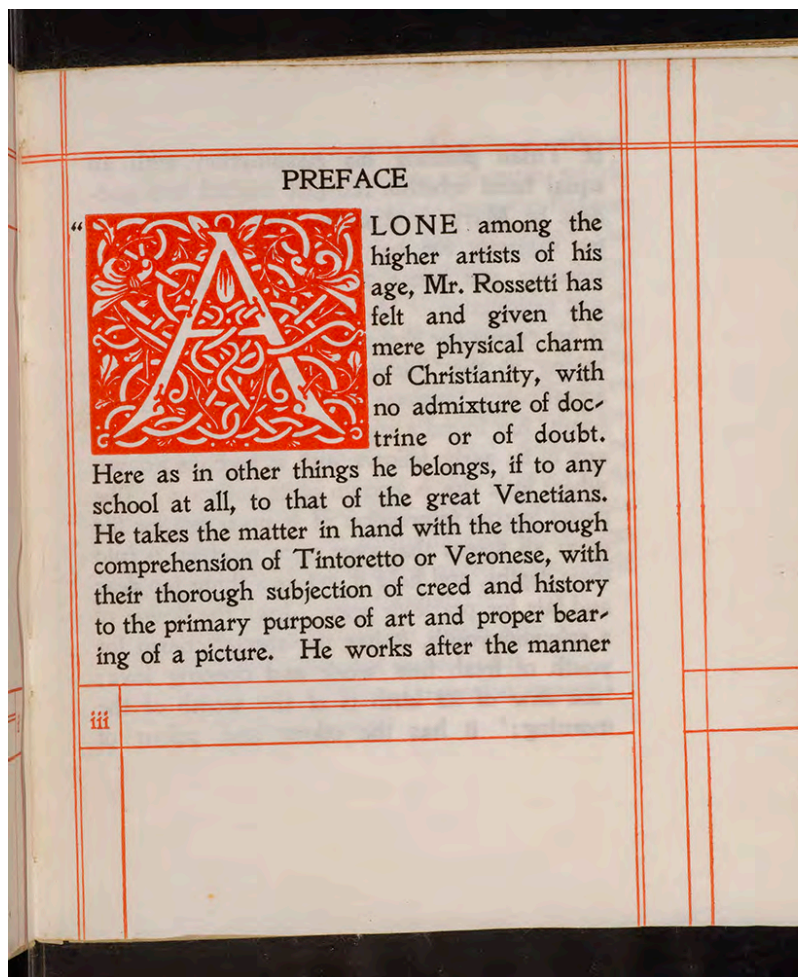 PREFACE
“ALONE among the
higher artists of his
age, Mr. Rossetti has
felt and given the
mere physical charm
of Christianity, with
no admixture of doc-
trine or of doubt.
Here as in other things he belongs, if to any
school at all, to that of the great Venetians.
He takes the matter in hand with the thorough
comprehension of Tintoretto or Veronese, with
their thorough subjection of creed and history
to the primary purpose of art and proper bear-
ing of a picture. He works after the manner
iii